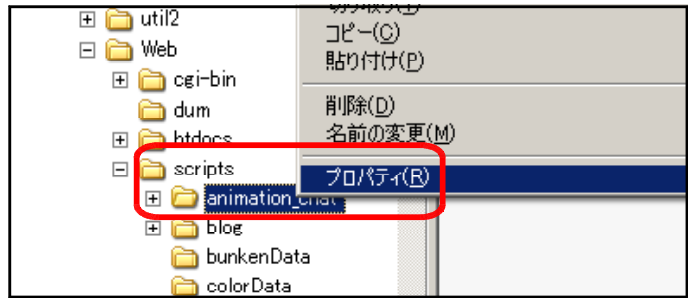 util2
Web
cgi-bin
dum
htdocs
scripts
animation_chat
blog
bunkenData
colorData
コピー(C)
貼り付け(P)
削除(D)
名前の変更(M)
プロパティ(R)